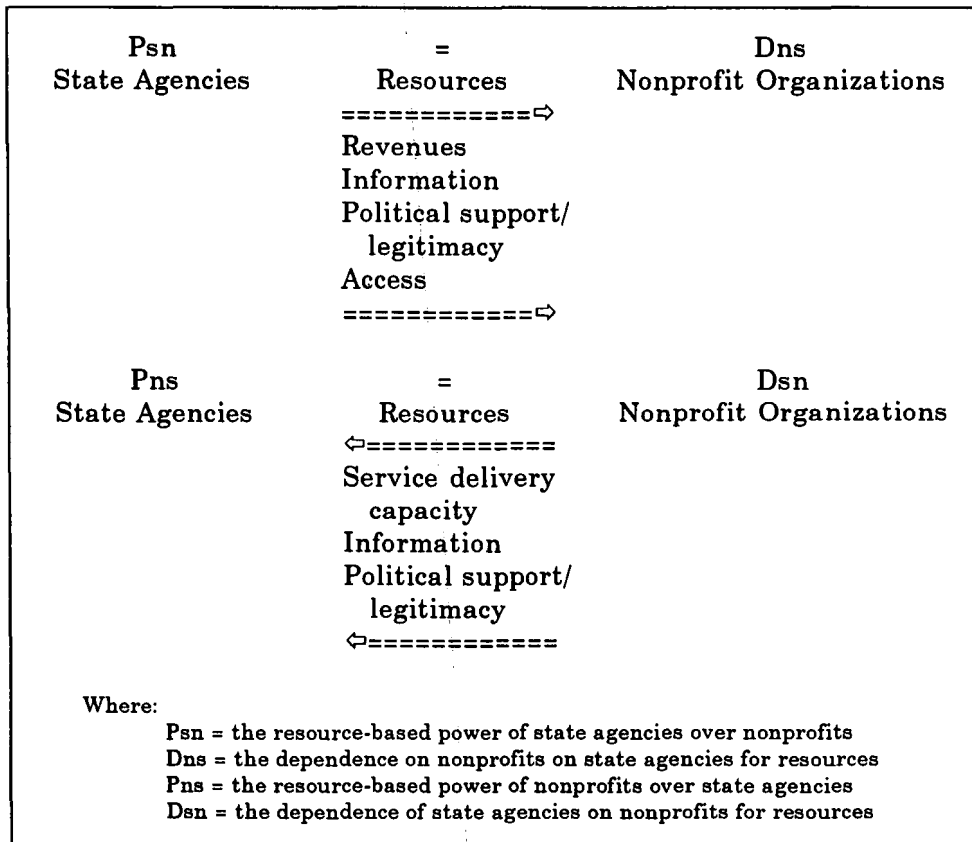 Psn = Dns
State Agencies Resources Nonprofit Organizations
============⇨
Revenues
Information
Political support/
legitimacy
Access
============⇨
Pns = Dsn
State Agencies Resources Nonprofit Organizations
⇦============
Service delivery
capacity
Information
Political support/
legitimacy
⇦============
Where:
Psn = the resource-based power of state agencies over nonprofits
Dns = the dependence on nonprofits on state agencies for resources
Pns = the resource-based power of nonprofits over state agencies
Dsn = the dependence of state agencies on nonprofits for resources